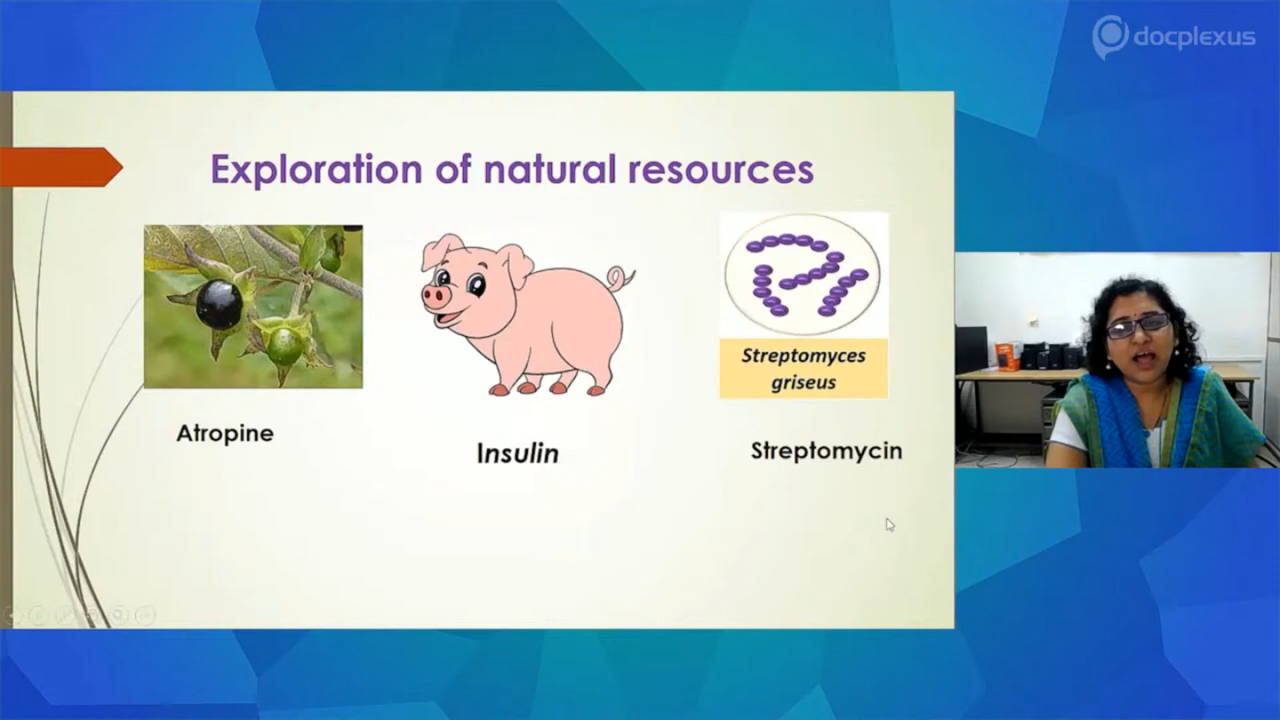 docplexus
Exploration of natural resources
Streptomyces
griseus
Atropine
Insulin
Streptomycin